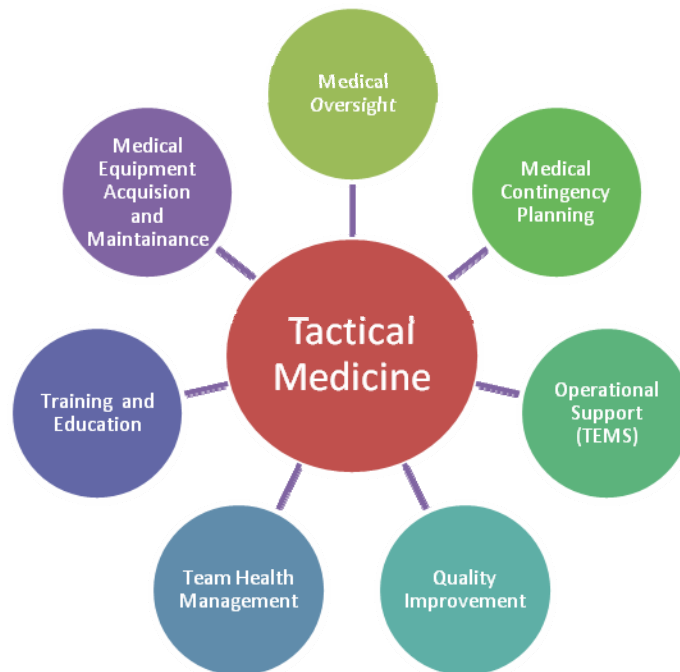 Medical
Oversight
Medical
Contingency
Planning
Operational
Support
(TEMS)
Quality
Improvement
Team Health
Management
Training and
Education
Medical
Equipment
Acquision
and
Maintainance
Tactical
Medicine